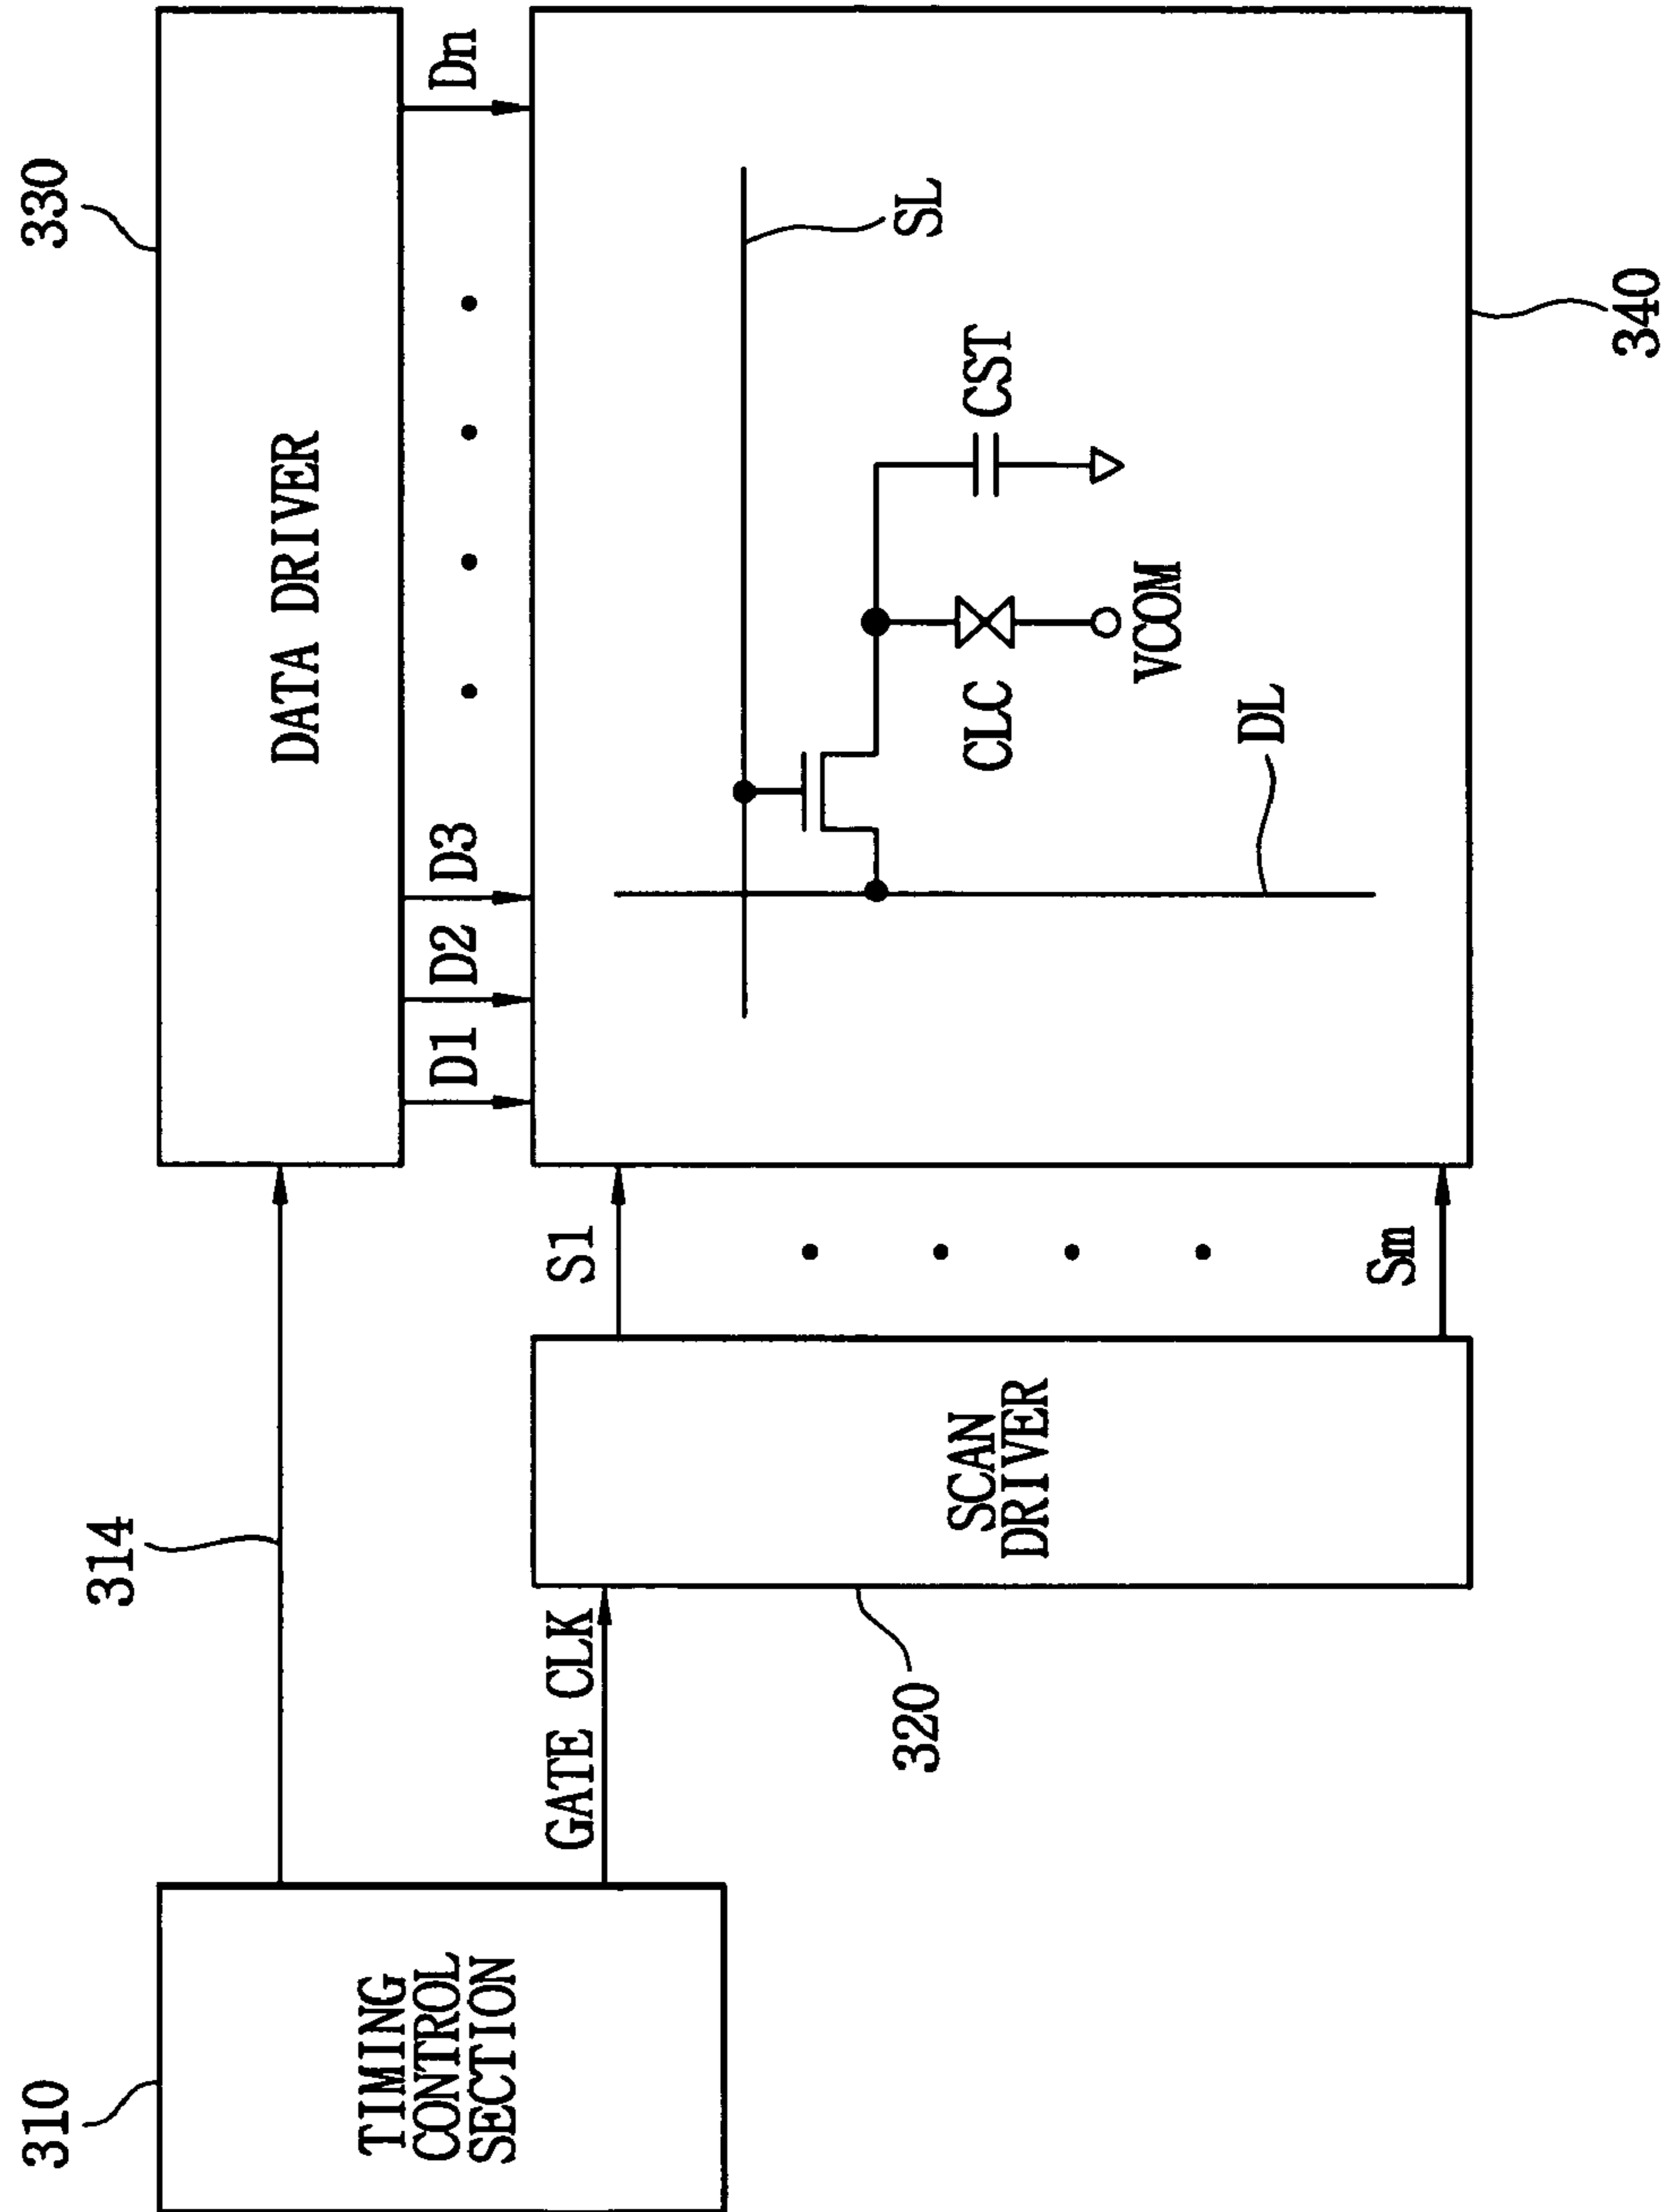 310
TIMING
CONTROL
SECTION
314
GATE CLK
320
SCAN
DRIVER
S1
Sm
330
DATA DRIVER
D1
D2
D3
Dn
SL
CLC
CST
VCOM
DL
340